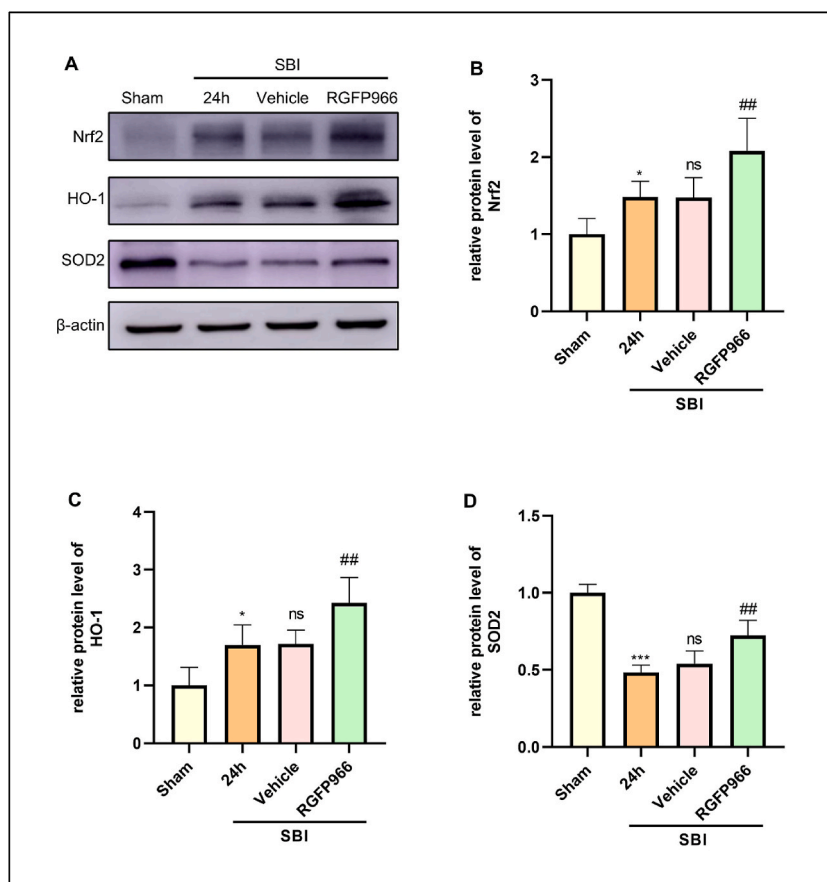 A
SBI
Sham 24h Vehicle RGFP966
Nrf2
HO-1
SOD2
β-actin
B
relative protein level of
Nrf2
3
2
1
0
*
ns
##
Sham
24h
Vehicle
RGFP966
SBI
C
relative protein level of
HO-1
4
3
2
1
0
*
ns
##
Sham
24h
Vehicle
RGFP966
SBI
D
relative protein level of
SOD2
1.5
1.0
0.5
0.0
***
ns
##
Sham
24h
Vehicle
RGFP966
SBI